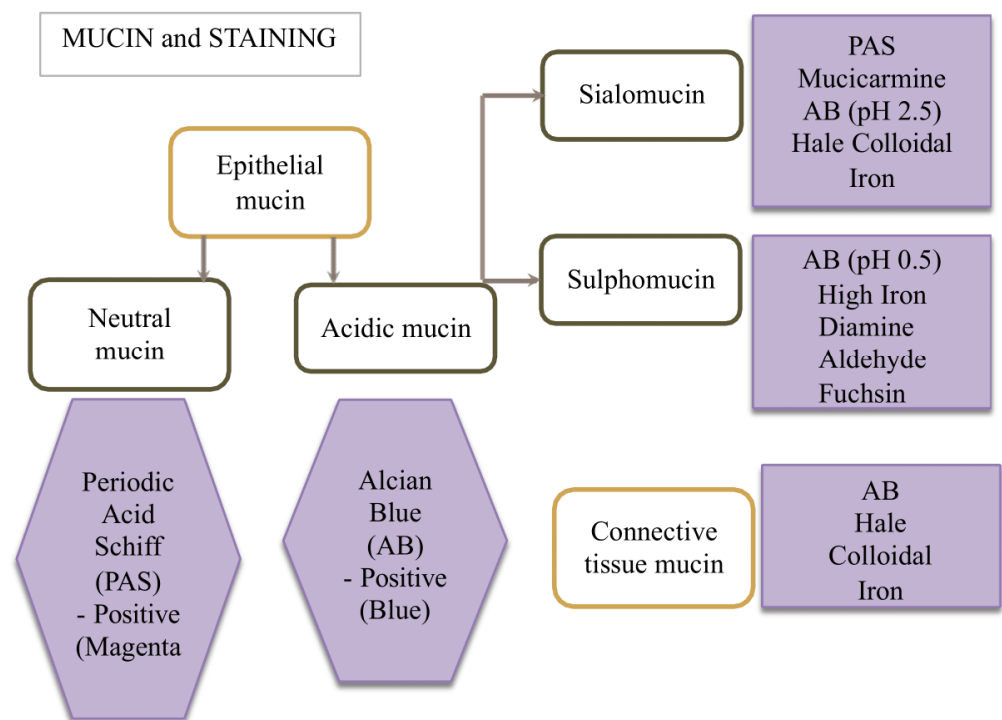 MUCIN and STAINING
Epithelial
mucin
Neutral
mucin
Acidic mucin
Sialomucin
PAS
Mucicarmine
AB (pH 2.5)
Hale Colloidal
Iron
Sulphomucin
AB (pH 0.5)
High Iron
Diamine
Aldehyde
Fuchsin
Periodic
Acid
Schiff
(PAS)
- Positive
(Magenta
Alcian
Blue
(AB)
- Positive
(Blue)
Connective
tissue mucin
AB
Hale
Colloidal
Iron